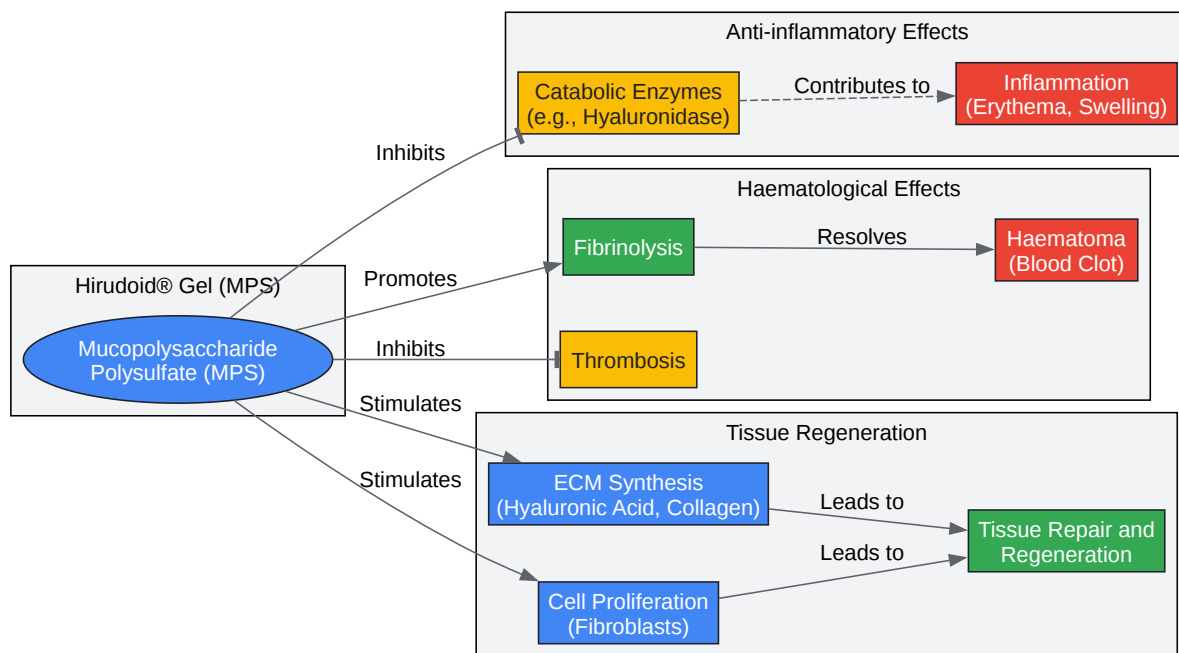 Anti-inflammatory Effects
Catabolic Enzymes
(e.g., Hyaluronidase)
Contributes to
Inflammation
(Erythema, Swelling)
Inhibits
Haematological Effects
Fibrinolysis
Resolves
Haematoma
(Blood Clot)
Promotes
Hirudoid® Gel (MPS)
Mucopolysaccharide
Polysulfate (MPS)
Inhibits
Thrombosis
Stimulates
Tissue Regeneration
ECM Synthesis
(Hyaluronic Acid, Collagen)
Leads to
Stimulates
Tissue Repair and
Regeneration
Leads to
Cell Proliferation
(Fibroblasts)